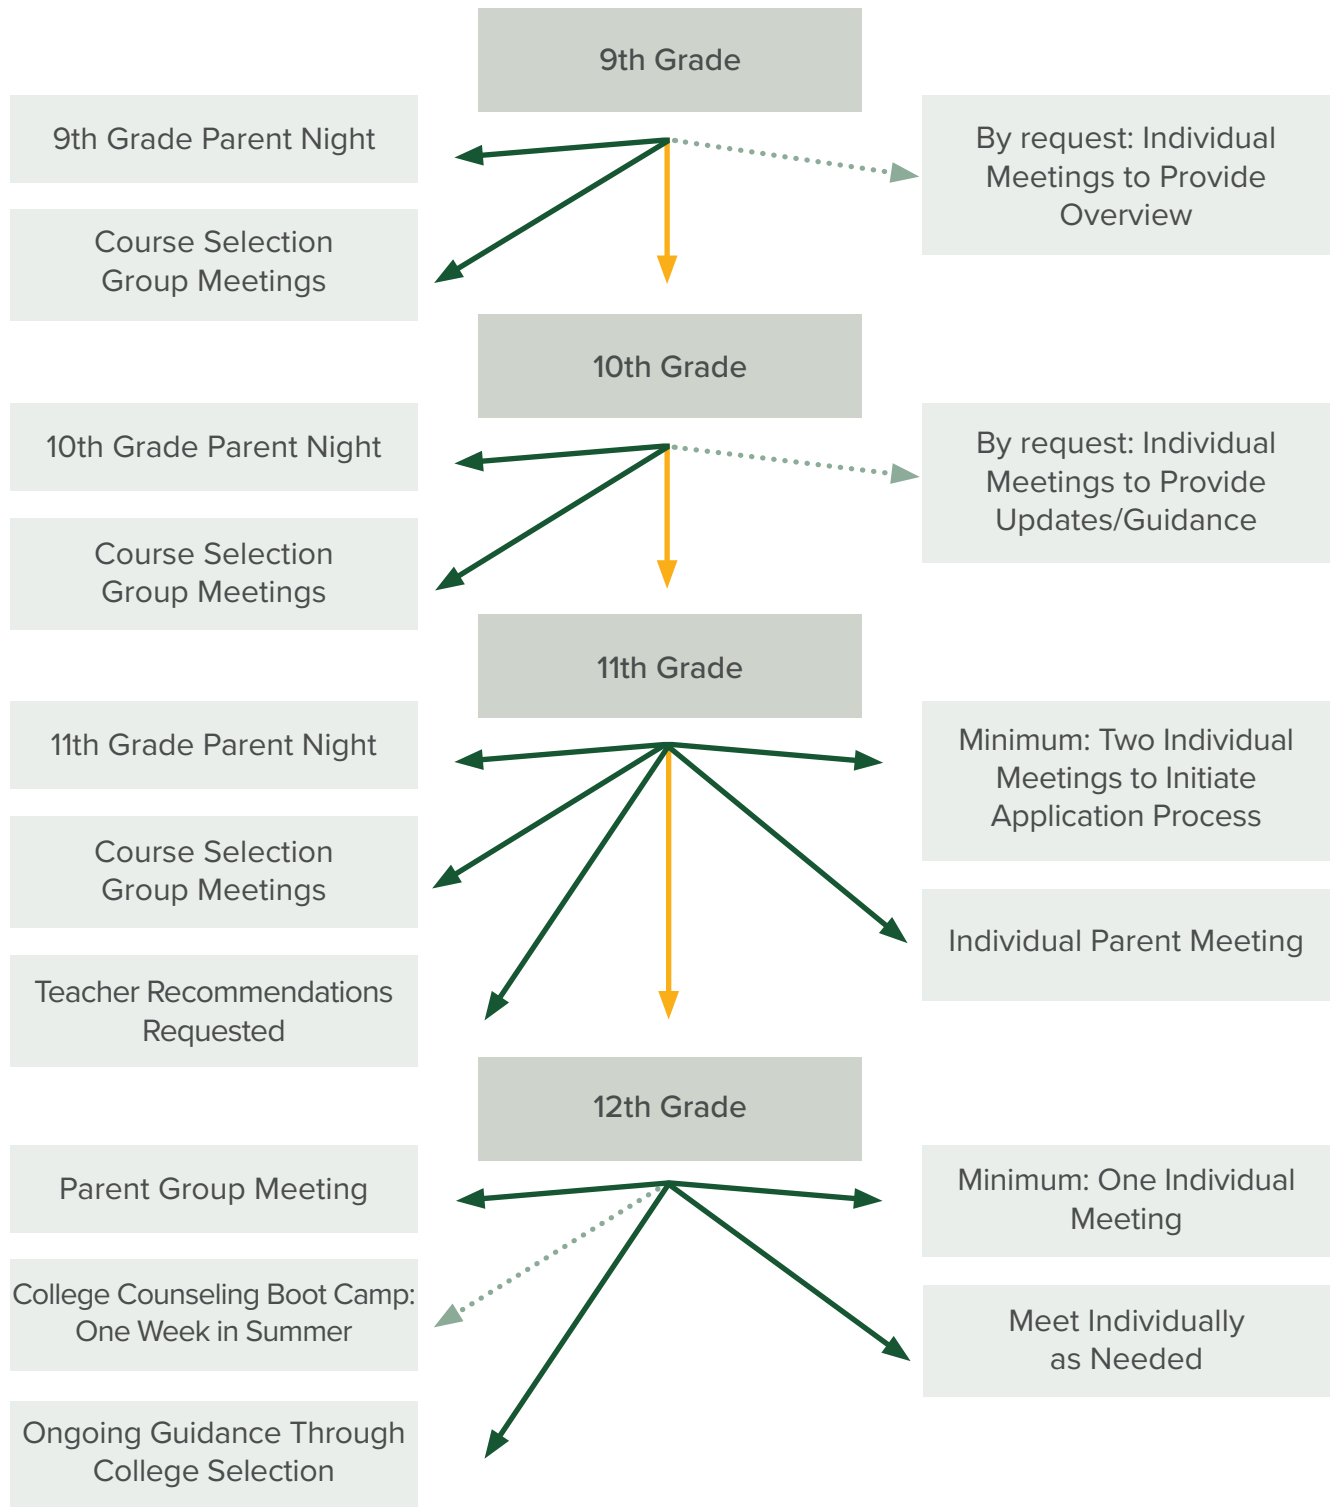 9th Grade
9th Grade Parent Night
Course Selection
Group Meetings
By request: Individual
Meetings to Provide
Overview
10th Grade
10th Grade Parent Night
Course Selection
Group Meetings
By request: Individual
Meetings to Provide
Updates/Guidance
11th Grade
11th Grade Parent Night
Course Selection
Group Meetings
Teacher Recommendations
Requested
Minimum: Two Individual
Meetings to Initiate
Application Process
Individual Parent Meeting
12th Grade
Parent Group Meeting
College Counseling Boot Camp:
One Week in Summer
Ongoing Guidance Through
College Selection
Minimum: One Individual
Meeting
Meet Individually
as Needed